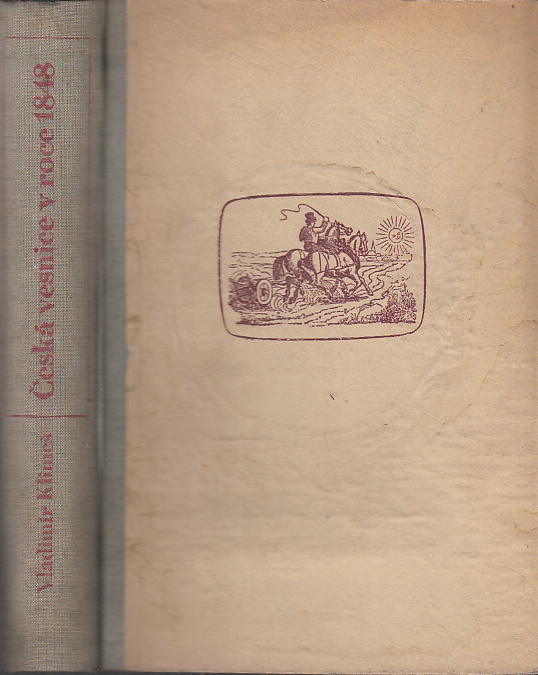 Vladimír Klimeš
Česká vesnice v roce 1848